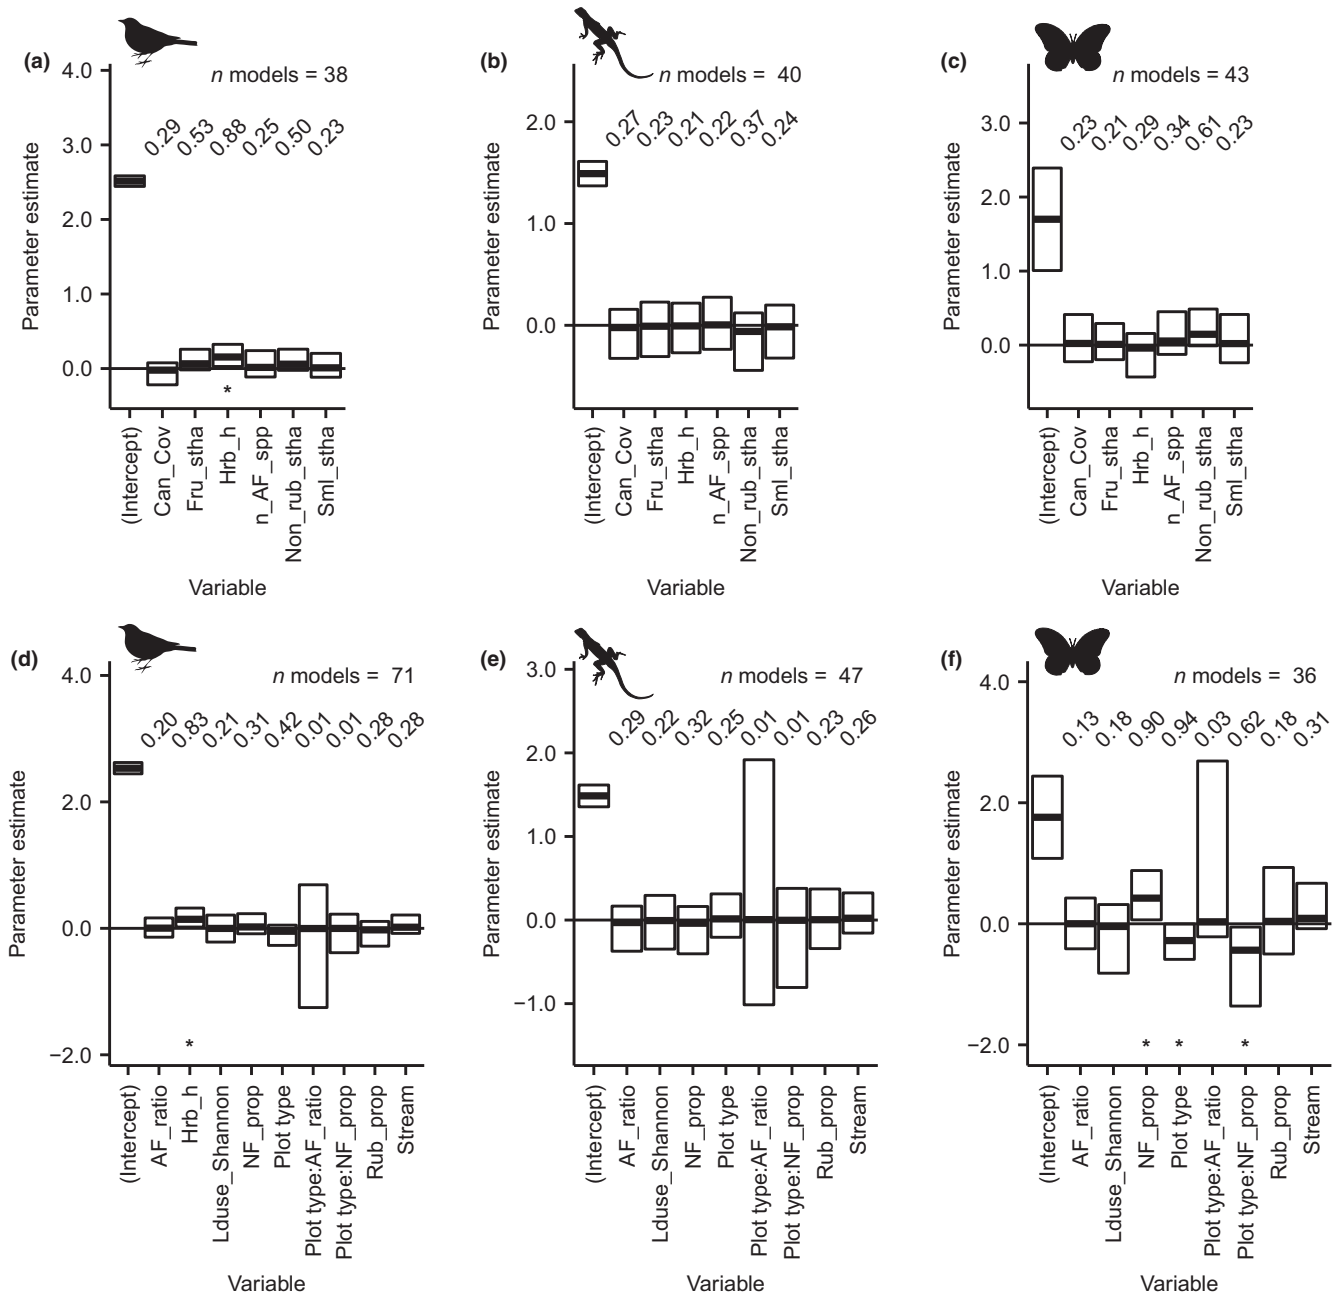 (a)
n models = 38
4.0
3.0
2.0
1.0
0.0
Parameter estimate
0.29 0.53 0.88 0.25 0.50 0.23
*
(Intercept) Can_Cov Fru_stha Hrb_h n_AF_spp Non_rub_stha Sml_stha
Variable
(b)
n models = 40
2.0
1.0
0.0
Parameter estimate
0.27 0.23 0.21 0.22 0.37 0.24
(Intercept) Can_Cov Fru_stha Hrb_h n_AF_spp Non_rub_stha Sml_stha
(c)
n models = 43
3.0
2.0
1.0
0.0
Parameter estimate
0.23 0.21 0.29 0.34 0.61 0.23
(Intercept) Can_Cov Fru_stha Hrb_h n_AF_spp Non_rub_stha Sml_stha
Variable
(d)
n models = 71
4.0
2.0
0.0
−2.0
Parameter estimate
0.20 0.83 0.21 0.31 0.42 0.01 0.01 0.28 0.28
*
(Intercept) AF_ratio Hrb_h Lduse_Shannon NF_prop Plot type Plot type:AF_ratio Plot type:NF_prop Rub_prop Stream
Variable
(e)
n models = 47
3.0
2.0
1.0
0.0
−1.0
Parameter estimate
0.29 0.22 0.32 0.25 0.01 0.01 0.23 0.26
(Intercept) AF_ratio Lduse_Shannon NF_prop Plot type Plot type:AF_ratio Plot type:NF_prop Rub_prop Stream
Variable
(f)
n models = 36
4.0
2.0
0.0
−2.0
Parameter estimate
0.13 0.18 0.90 0.94 0.03 0.62 0.18 0.31
* * *
(Intercept) AF_ratio Lduse_Shannon NF_prop Plot type Plot type:AF_ratio Plot type:NF_prop Rub_prop Stream
Variable